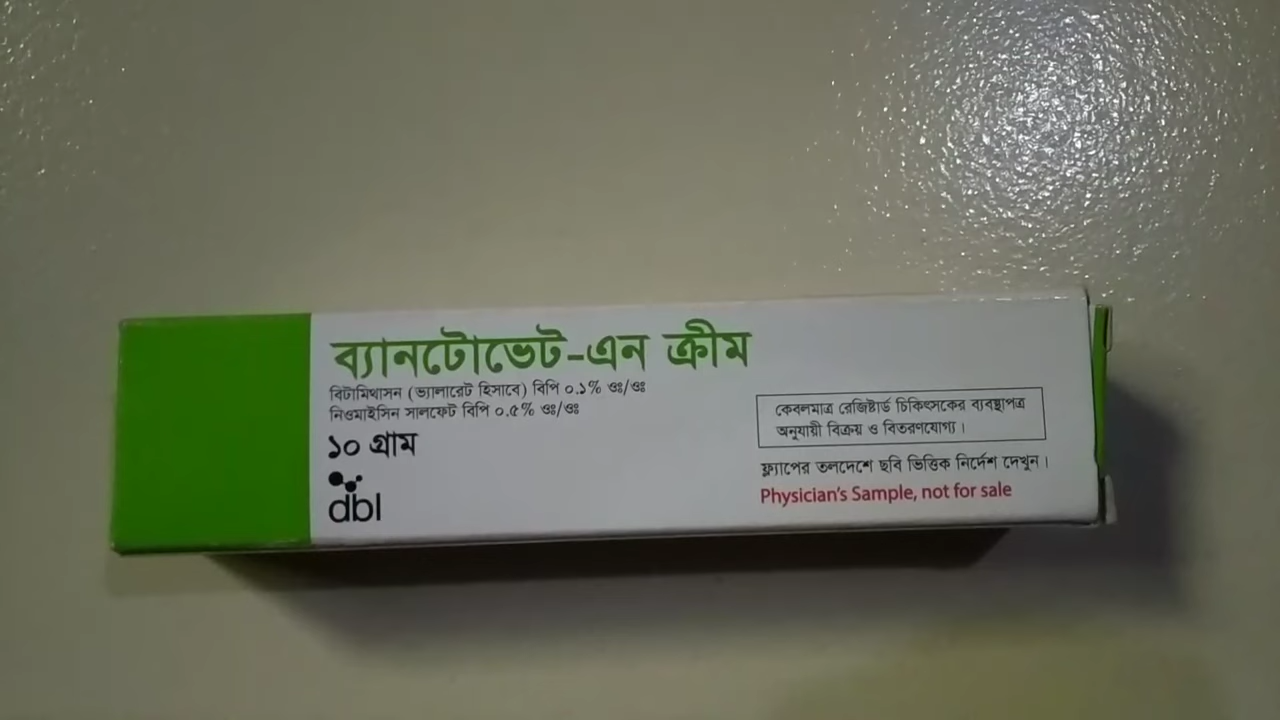 ব্যানটোভেট-এন ক্রীম
বিটামিথাসন (ভ্যালারেট হিসাবে) বিপি ০.১% ওঃ/ওঃ
নিওমাইসিন সালফেট বিপি ০.৫% ওঃ/ওঃ
১০ গ্রাম
dbl
কেবলমাত্র রেজিষ্টার্ড চিকিৎসকের ব্যবস্থাপত্র
অনুযায়ী বিক্রয় ও বিতরণযোগ্য।
ফ্ল্যাপের তলদেশে ছবি ভিত্তিক নির্দেশ দেখুন।
Physician's Sample, not for sale